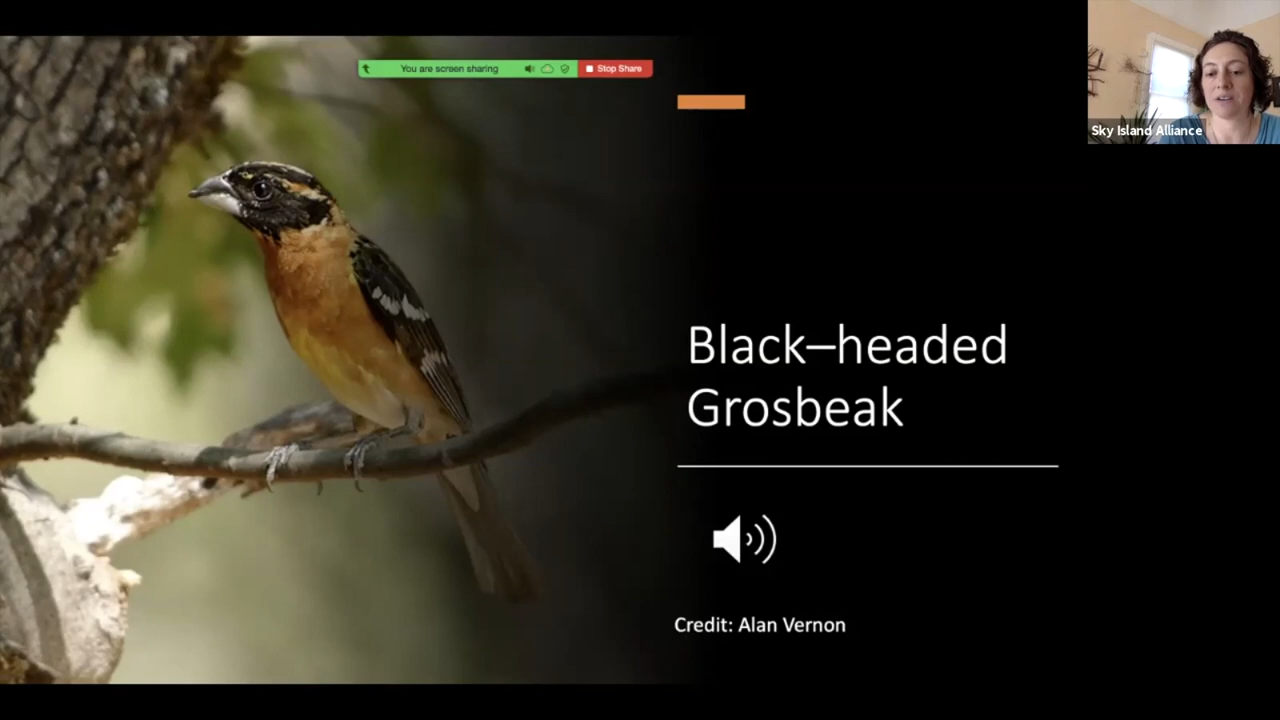 You are screen sharing
Stop Share
Sky Island Alliance
Black–headed
Grosbeak
Credit: Alan Vernon